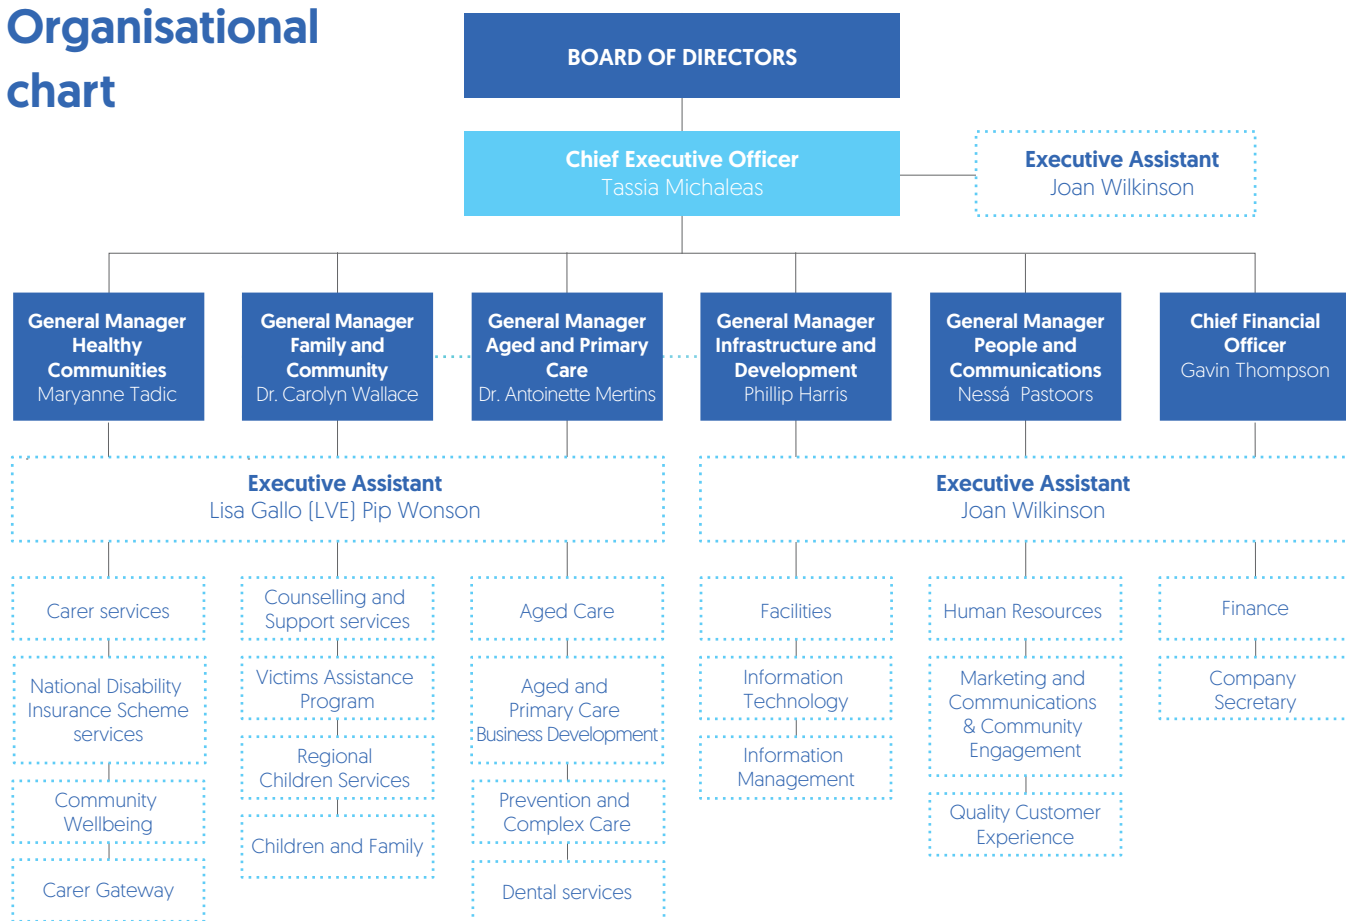 Organisational
chart
BOARD OF DIRECTORS
Chief Executive Officer
Tassia Michaleas
Executive Assistant
Joan Wilkinson
General Manager
Healthy
Communities
Maryanne Tadic
General Manager
Family and
Community
Dr. Carolyn Wallace
General Manager
Aged and Primary
Care
Dr. Antoinette Mertins
General Manager
Infrastructure and
Development
Phillip Harris
General Manager
People and
Communications
Nessá Pastoors
Chief Financial
Officer
Gavin Thompson
Executive Assistant
Lisa Gallo (LVE) Pip Wonson
Executive Assistant
Joan Wilkinson
Carer services
National Disability
Insurance Scheme
services
Community
Wellbeing
Carer Gateway
Counselling and
Support services
Victims Assistance
Program
Regional
Children Services
Children and Family
Aged Care
Aged and
Primary Care
Business Development
Prevention and
Complex Care
Dental services
Facilities
Information
Technology
Information
Management
Human Resources
Marketing and
Communications
& Community
Engagement
Quality Customer
Experience
Finance
Company
Secretary